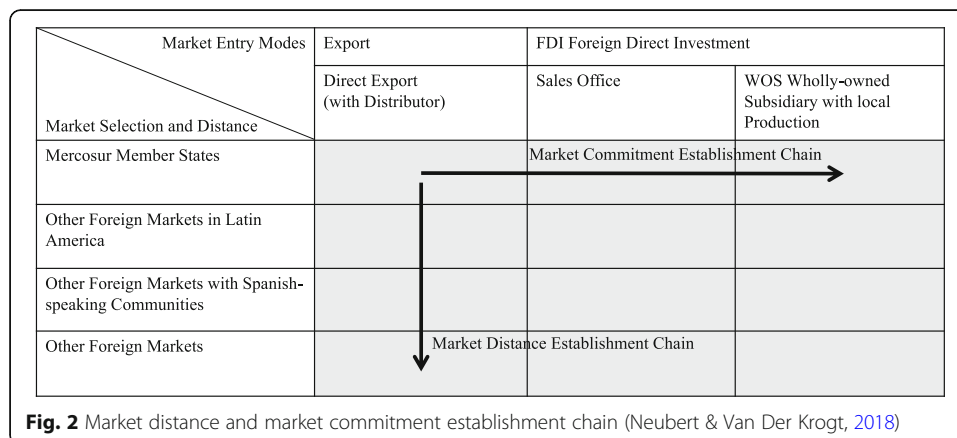 Market Entry Modes
Export
FDI Foreign Direct Investment
Market Selection and Distance
Direct Export
(with Distributor)
Sales Office
WOS Wholly-owned
Subsidiary with local
Production
Mercosur Member States
Market Commitment Establishment Chain
Other Foreign Markets in Latin
America
Other Foreign Markets with Spanish-
speaking Communities
Other Foreign Markets
Market Distance Establishment Chain
Fig. 2 Market distance and market commitment establishment chain (Neubert & Van Der Krogt, 2018)